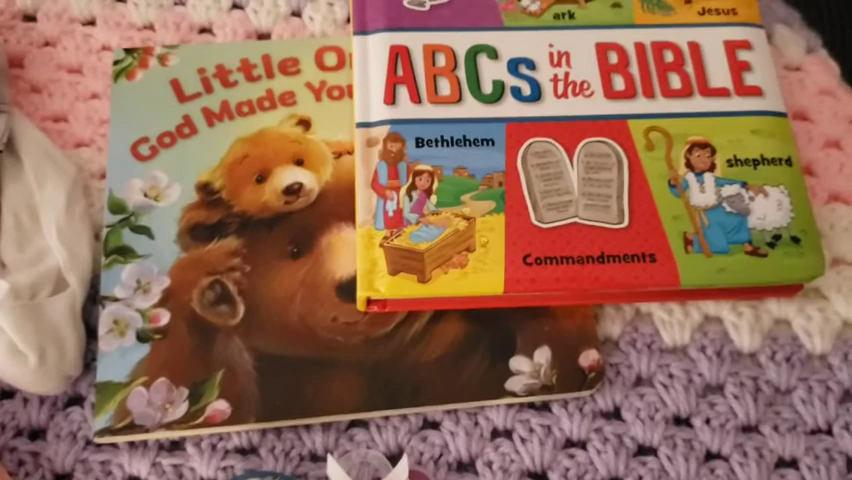 Little
God Made You
ark
Jesus
ABCs in the BIBLE
Bethlehem
Commandments
shepherd